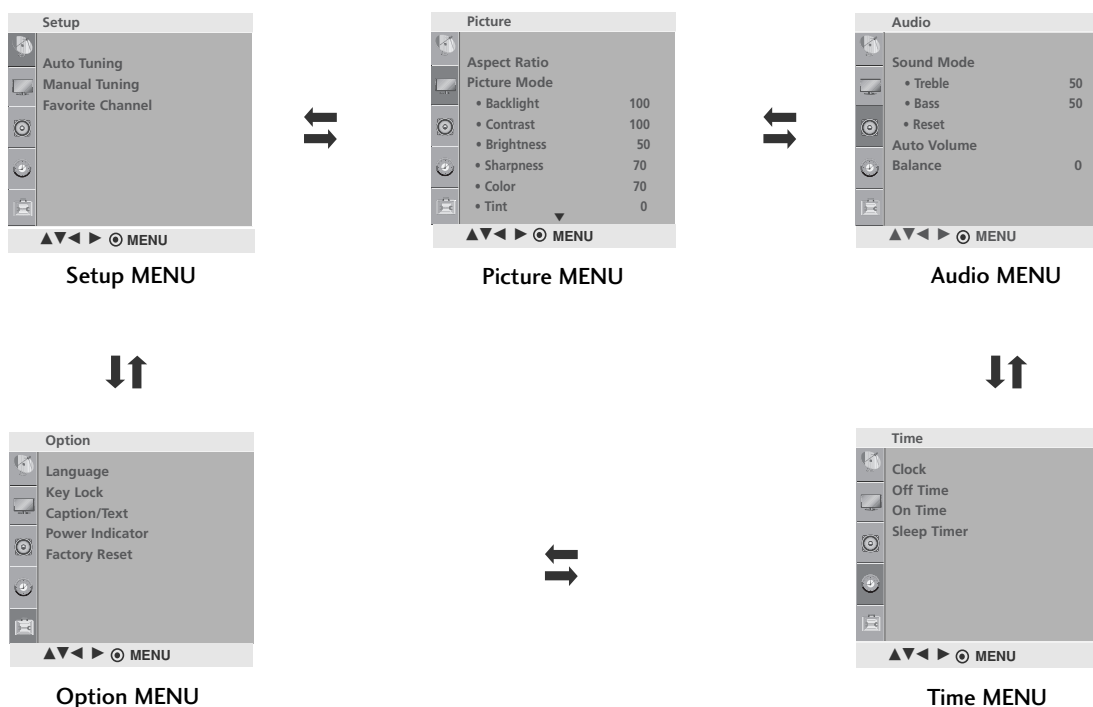 Setup
Auto Tuning
Manual Tuning
Favorite Channel
▲▼◄ ► ⦿ MENU
Setup MENU
Picture
Aspect Ratio
Picture Mode
• Backlight 100
• Contrast 100
• Brightness 50
• Sharpness 70
• Color 70
• Tint 0
▼
▲▼◄ ► ⦿ MENU
Picture MENU
Audio
Sound Mode
• Treble 50
• Bass 50
• Reset
Auto Volume
Balance 0
▲▼◄ ► ⦿ MENU
Audio MENU
Option
Language
Key Lock
Caption/Text
Power Indicator
Factory Reset
▲▼◄ ► ⦿ MENU
Option MENU
Time
Clock
Off Time
On Time
Sleep Timer
▲▼◄ ► ⦿ MENU
Time MENU